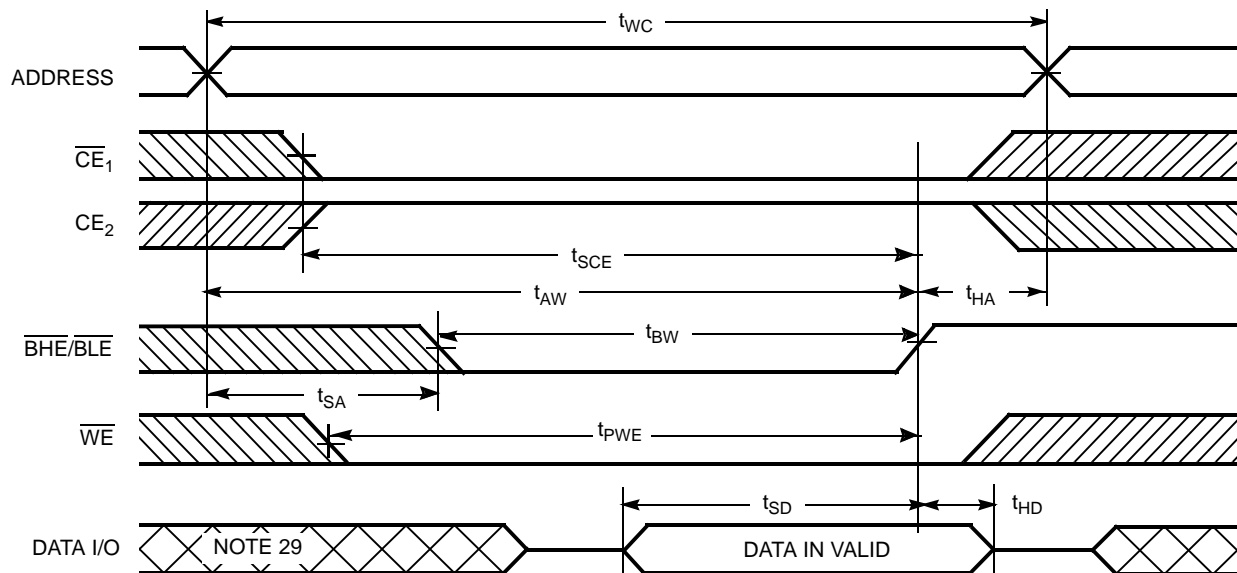 tWC
ADDRESS
CE1
CE2
tSCE
tAW
tHA
BHE/BLE
tBW
tSA
WE
tPWE
tSD
tHD
DATA I/O
NOTE 29
DATA IN VALID